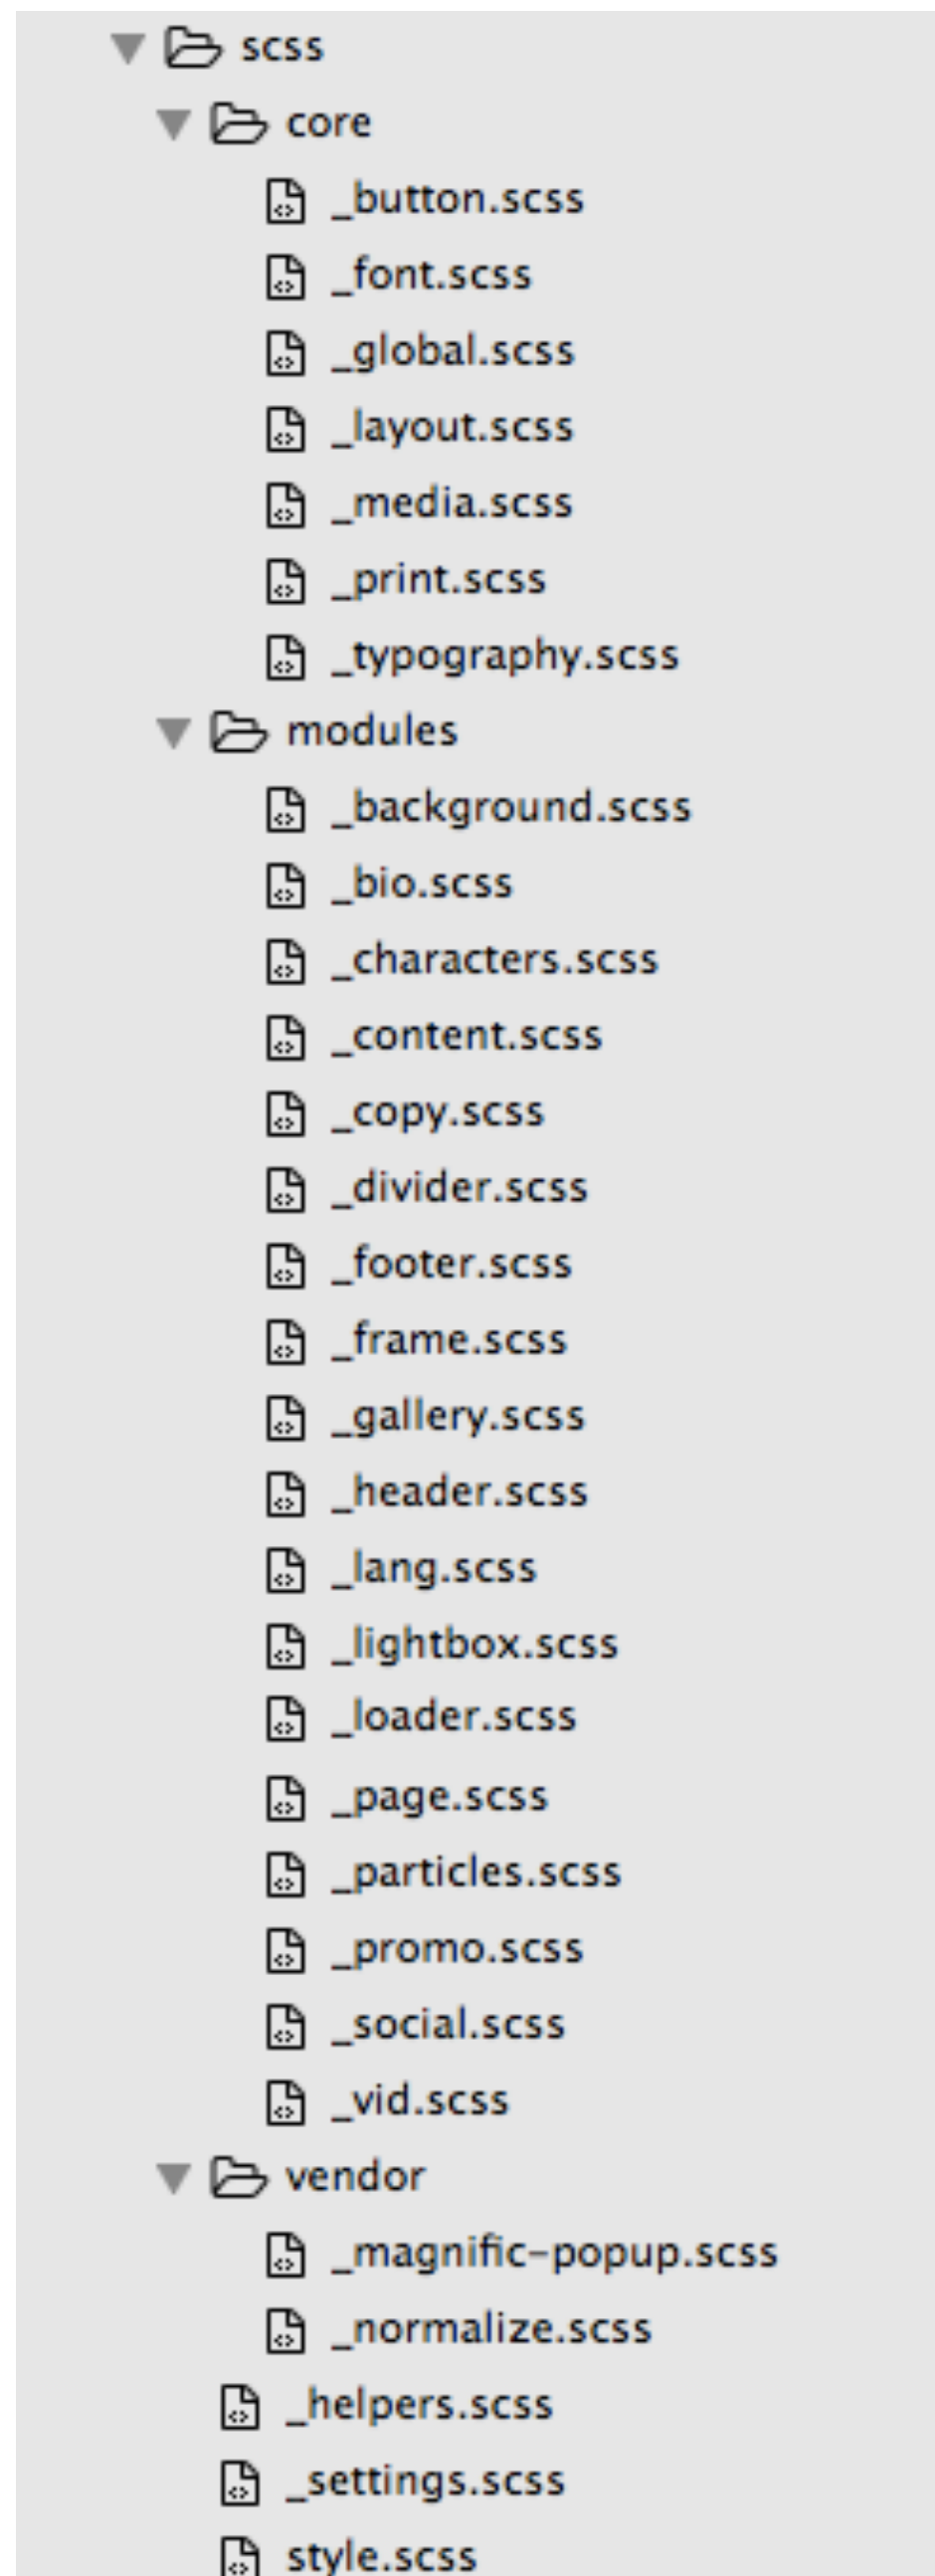 scss
core
_button.scss
_font.scss
_global.scss
_layout.scss
_media.scss
_print.scss
_typography.scss
modules
_background.scss
_bio.scss
_characters.scss
_content.scss
_copy.scss
_divider.scss
_footer.scss
_frame.scss
_gallery.scss
_header.scss
_lang.scss
_lightbox.scss
_loader.scss
_page.scss
_particles.scss
_promo.scss
_social.scss
_vid.scss
vendor
_magnific-popup.scss
_normalize.scss
_helpers.scss
_settings.scss
style.scss